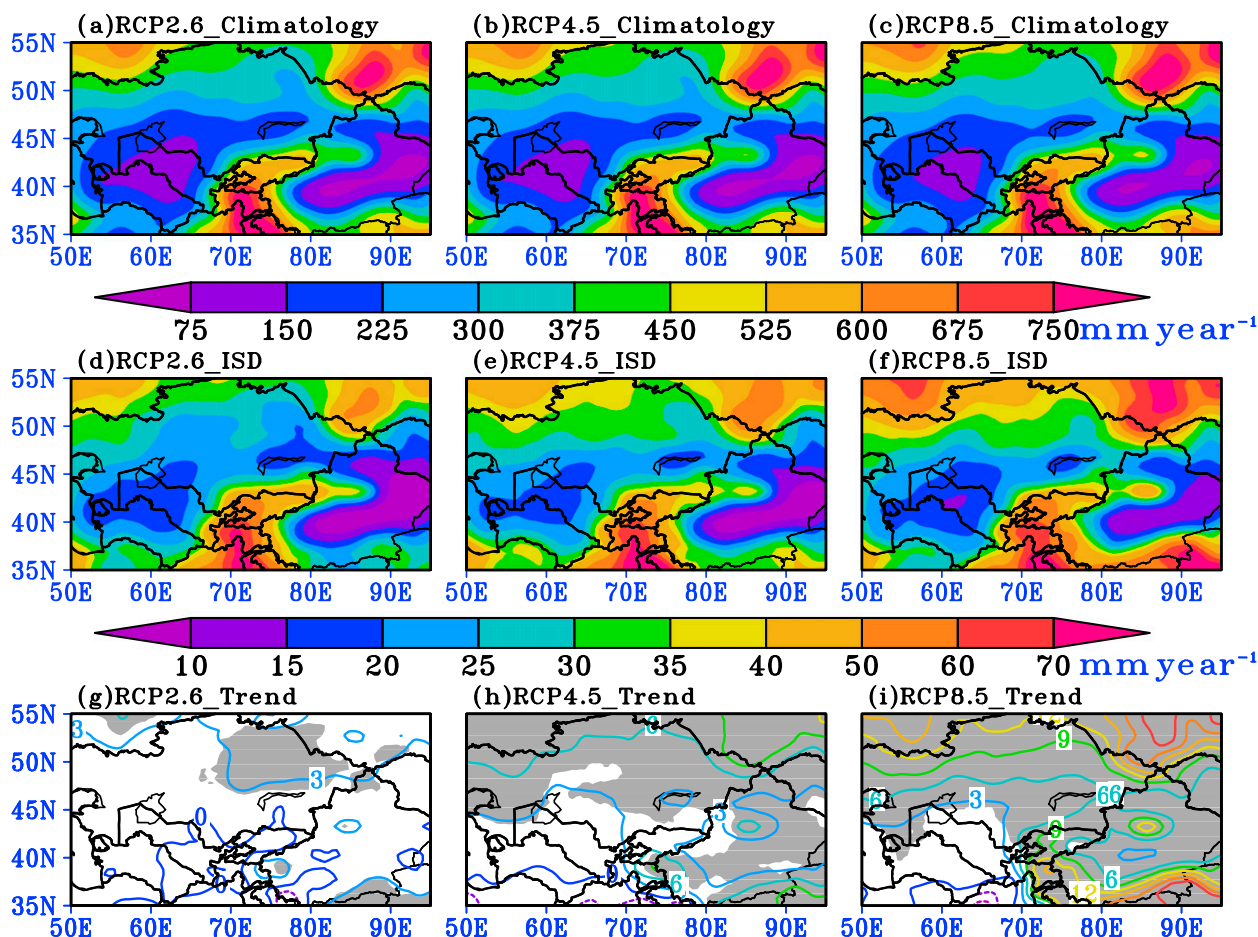 (a)RCP2.6_Climatology (b)RCP4.5_Climatology (c)RCP8.5_Climatology
55N
50N
45N
40N
35N
50E 60E 70E 80E 90E 50E 60E 70E 80E 90E 50E 60E 70E 80E 90E
75 150 225 300 375 450 525 600 675 750 mm year⁻¹
(d)RCP2.6_ISD (e)RCP4.5_ISD (f)RCP8.5_ISD
55N
50N
45N
40N
35N
50E 60E 70E 80E 90E 50E 60E 70E 80E 90E 50E 60E 70E 80E 90E
10 15 20 25 30 35 40 50 60 70 mm year⁻¹
(g)RCP2.6_Trend (h)RCP4.5_Trend (i)RCP8.5_Trend
55N
3 9
50N
3
45N
0 3 6 3 66
40N
9
6 6 12
35N
50E 60E 70E 80E 90E 50E 60E 70E 80E 90E 50E 60E 70E 80E 90E